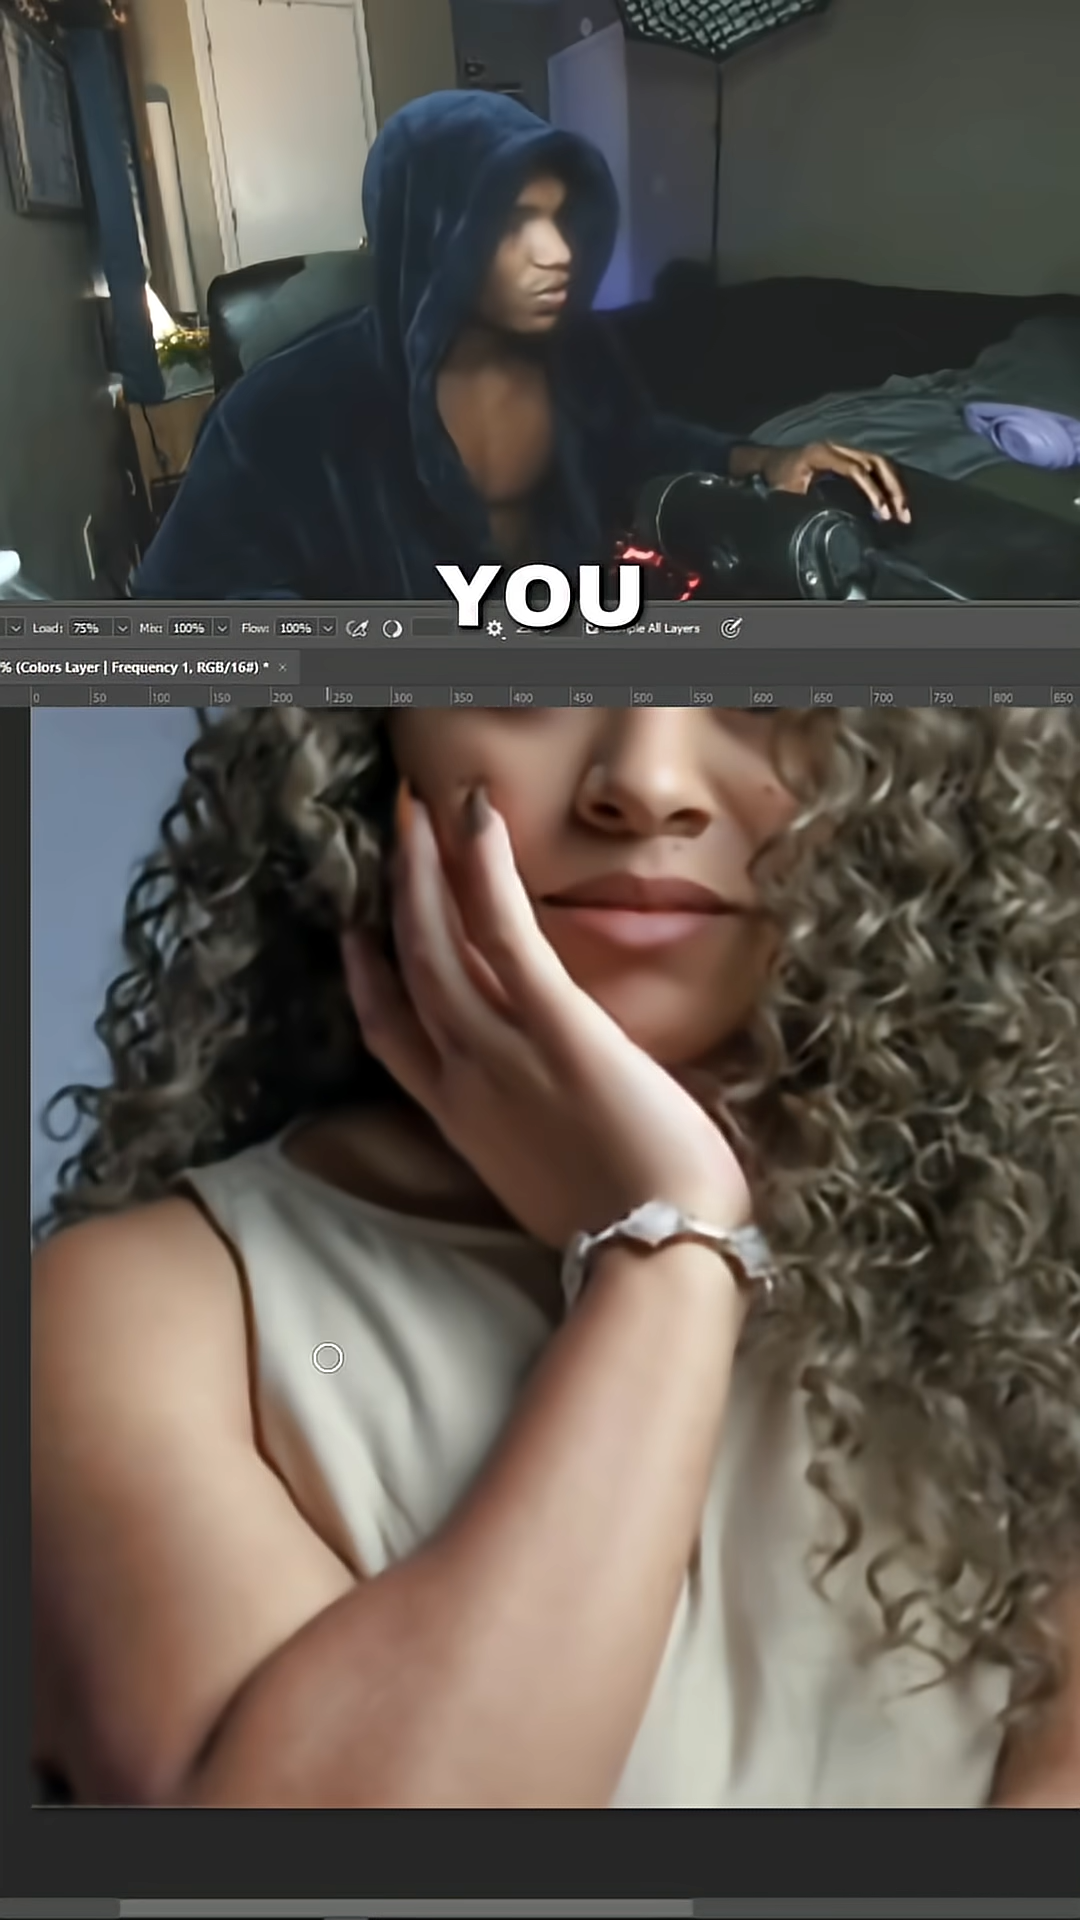 YOU
Load: 75% Mix: 100% Flow: 100% Sample All Layers
% (Colors Layer | Frequency 1, RGB/16#) * ×
0 50 100 150 200 250 300 350 400 450 500 550 600 650 700 750 800 850